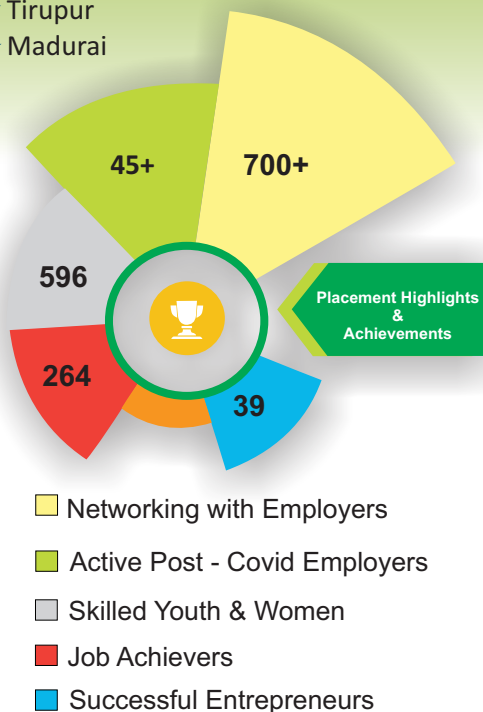 Tirupur
Madurai
45+
700+
596
Placement Highlights
&
Achievements
264
39
Networking with Employers
Active Post - Covid Employers
Skilled Youth & Women
Job Achievers
Successful Entrepreneurs